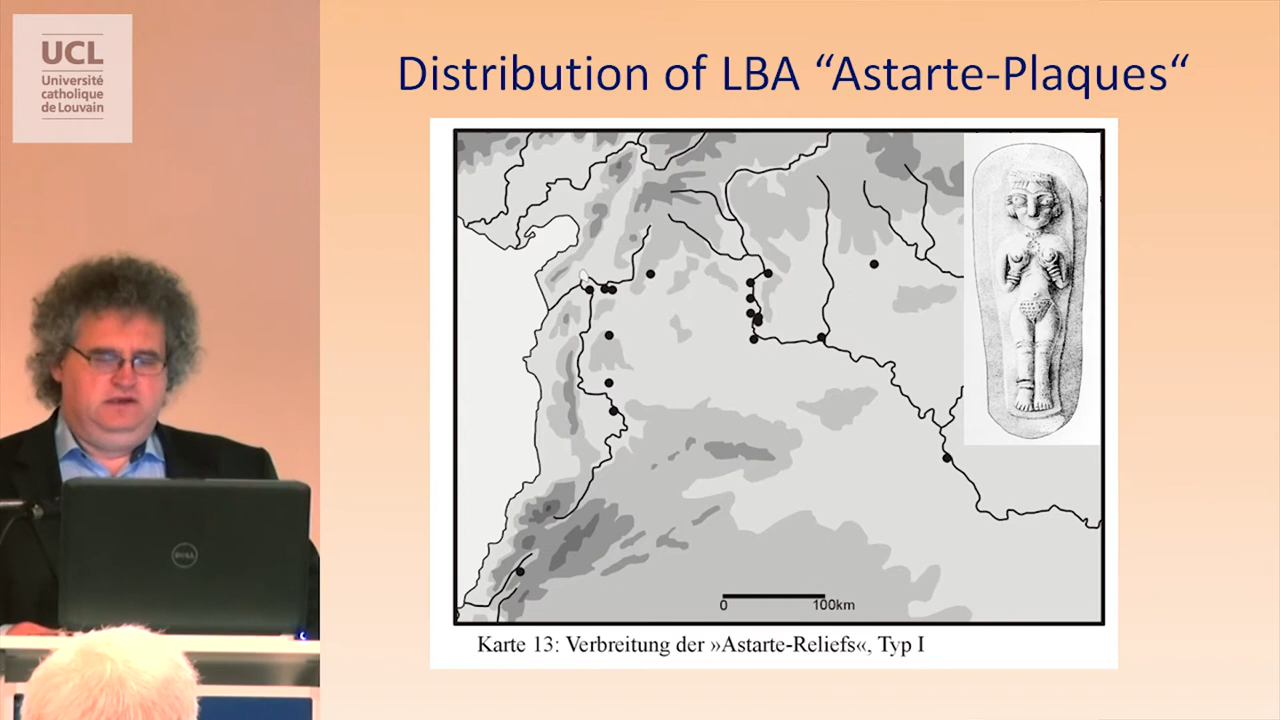 UCL
Université
catholique
de Louvain
Distribution of LBA “Astarte-Plaques“
0 100km
Karte 13: Verbreitung der »Astarte-Reliefs«, Typ I
DELL